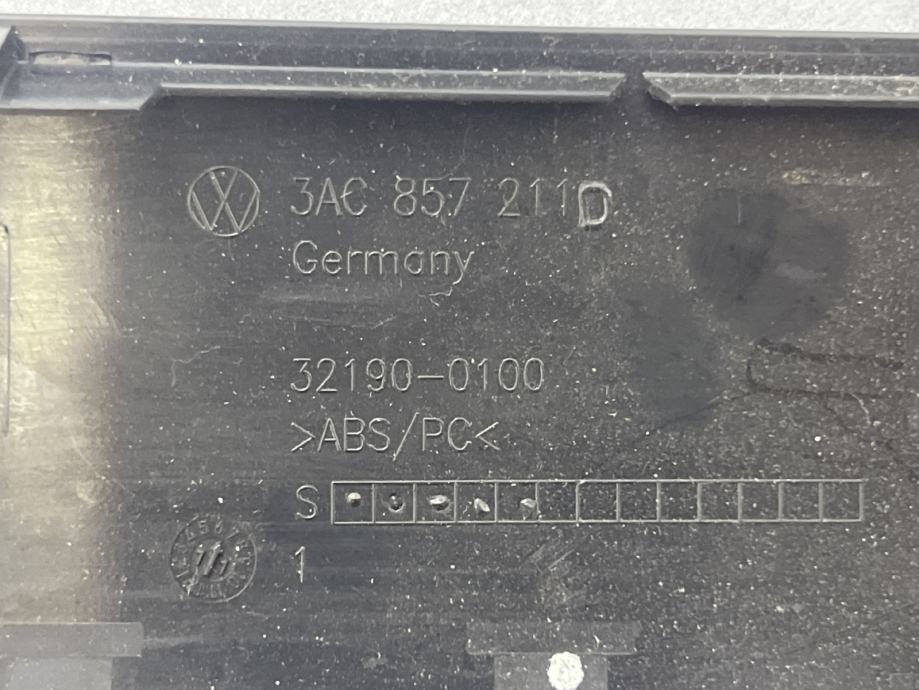 3AC 857 211D
Germany
32190-0100
>ABS/PC<
S
1